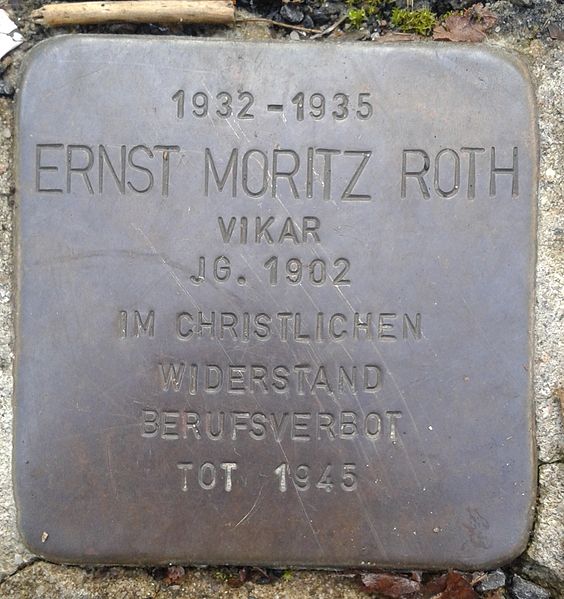 1932-1935
ERNST MORITZ ROTH
VIKAR
JG. 1902
IM CHRISTLICHEN
WIDERSTAND
BERUFSVERBOT
TOT 1945